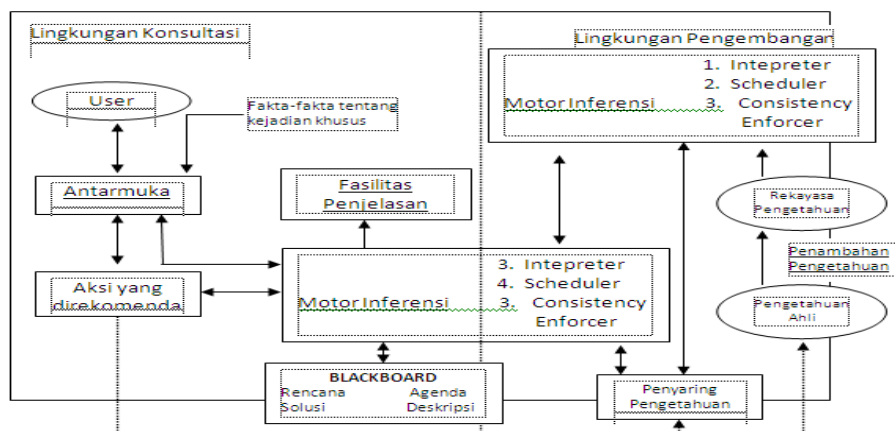 Lingkungan Konsultasi
Lingkungan Pengembangan
User
Fakta-fakta tentang
kejadian khusus
1. Intepreter
2. Scheduler
Motor Inferensi 3. Consistency
Enforcer
Antarmuka
Fasilitas
Penjelasan
Rekayasa
Pengetahuan
Penambahan
Pengetahuan
Aksi yang
direkomenda
3. Intepreter
4. Scheduler
Motor Inferensi 3. Consistency
Enforcer
Pengetahuan
Ahli
BLACKBOARD
Rencana Agenda
Solusi Deskripsi
Penyaring
Pengetahuan